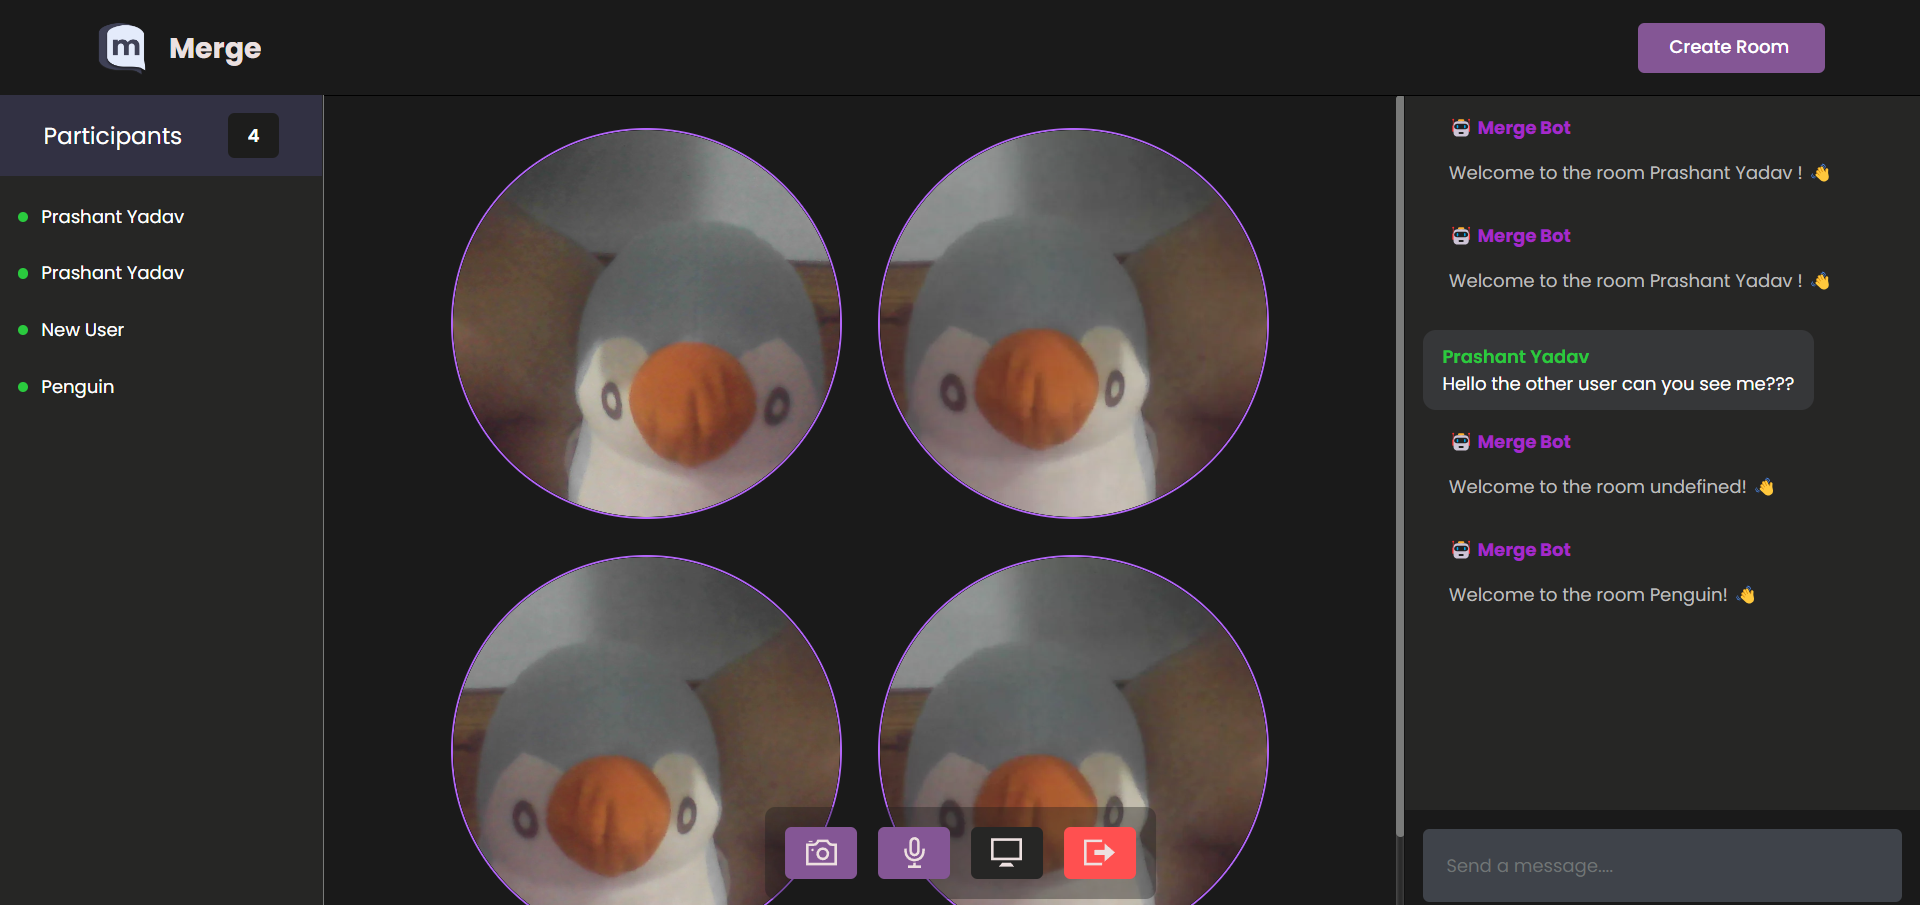 m Merge
Create Room
Participants 4
Prashant Yadav
Prashant Yadav
New User
Penguin
🤖 Merge Bot
Welcome to the room Prashant Yadav ! 👋
🤖 Merge Bot
Welcome to the room Prashant Yadav ! 👋
Prashant Yadav
Hello the other user can you see me???
🤖 Merge Bot
Welcome to the room undefined! 👋
🤖 Merge Bot
Welcome to the room Penguin! 👋
Send a message....